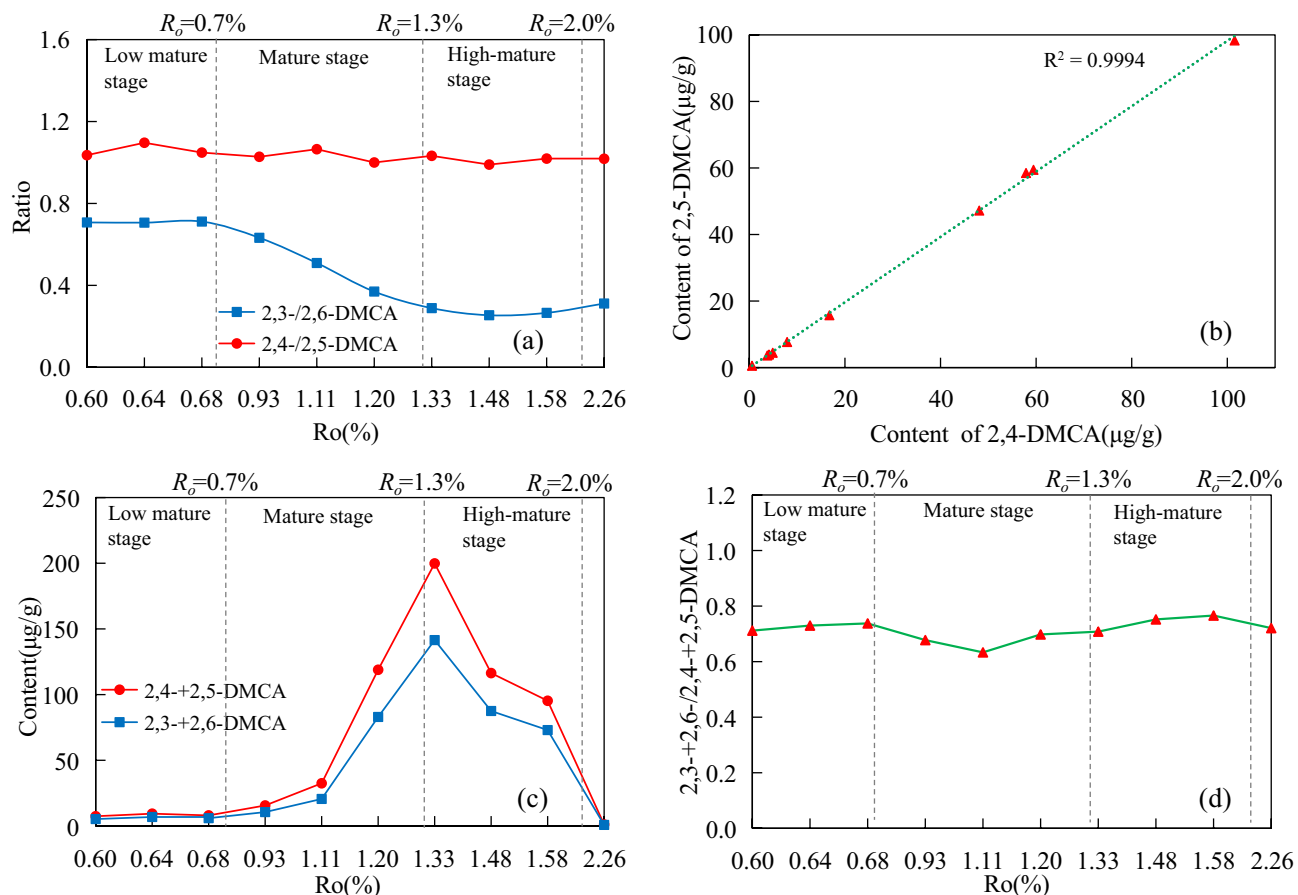 Rₒ=0.7%
Rₒ=1.3%
Rₒ=2.0%
1.6
1.2
0.8
0.4
0.0
Ratio
Low mature
stage
Mature stage
High-mature
stage
2,3-/2,6-DMCA
2,4-/2,5-DMCA
(a)
0.60 0.64 0.68 0.93 1.11 1.20 1.33 1.48 1.58 2.26
Ro(%)
100
80
60
40
20
0
Content of 2,5-DMCA(μg/g)
R² = 0.9994
(b)
0 20 40 60 80 100
Content of 2,4-DMCA(μg/g)
Rₒ=0.7%
Rₒ=1.3%
Rₒ=2.0%
250
200
150
100
50
0
Content(μg/g)
Low mature
stage
Mature stage
High-mature
stage
2,4-+2,5-DMCA
2,3-+2,6-DMCA
(c)
0.60 0.64 0.68 0.93 1.11 1.20 1.33 1.48 1.58 2.26
Ro(%)
Rₒ=0.7%
Rₒ=1.3%
Rₒ=2.0%
1.2
1.0
0.8
0.6
0.4
0.2
0.0
2,3-+2,6-/2,4-+2,5-DMCA
Low mature
stage
Mature stage
High-mature
stage
(d)
0.60 0.64 0.68 0.93 1.11 1.20 1.33 1.48 1.58 2.26
Ro(%)